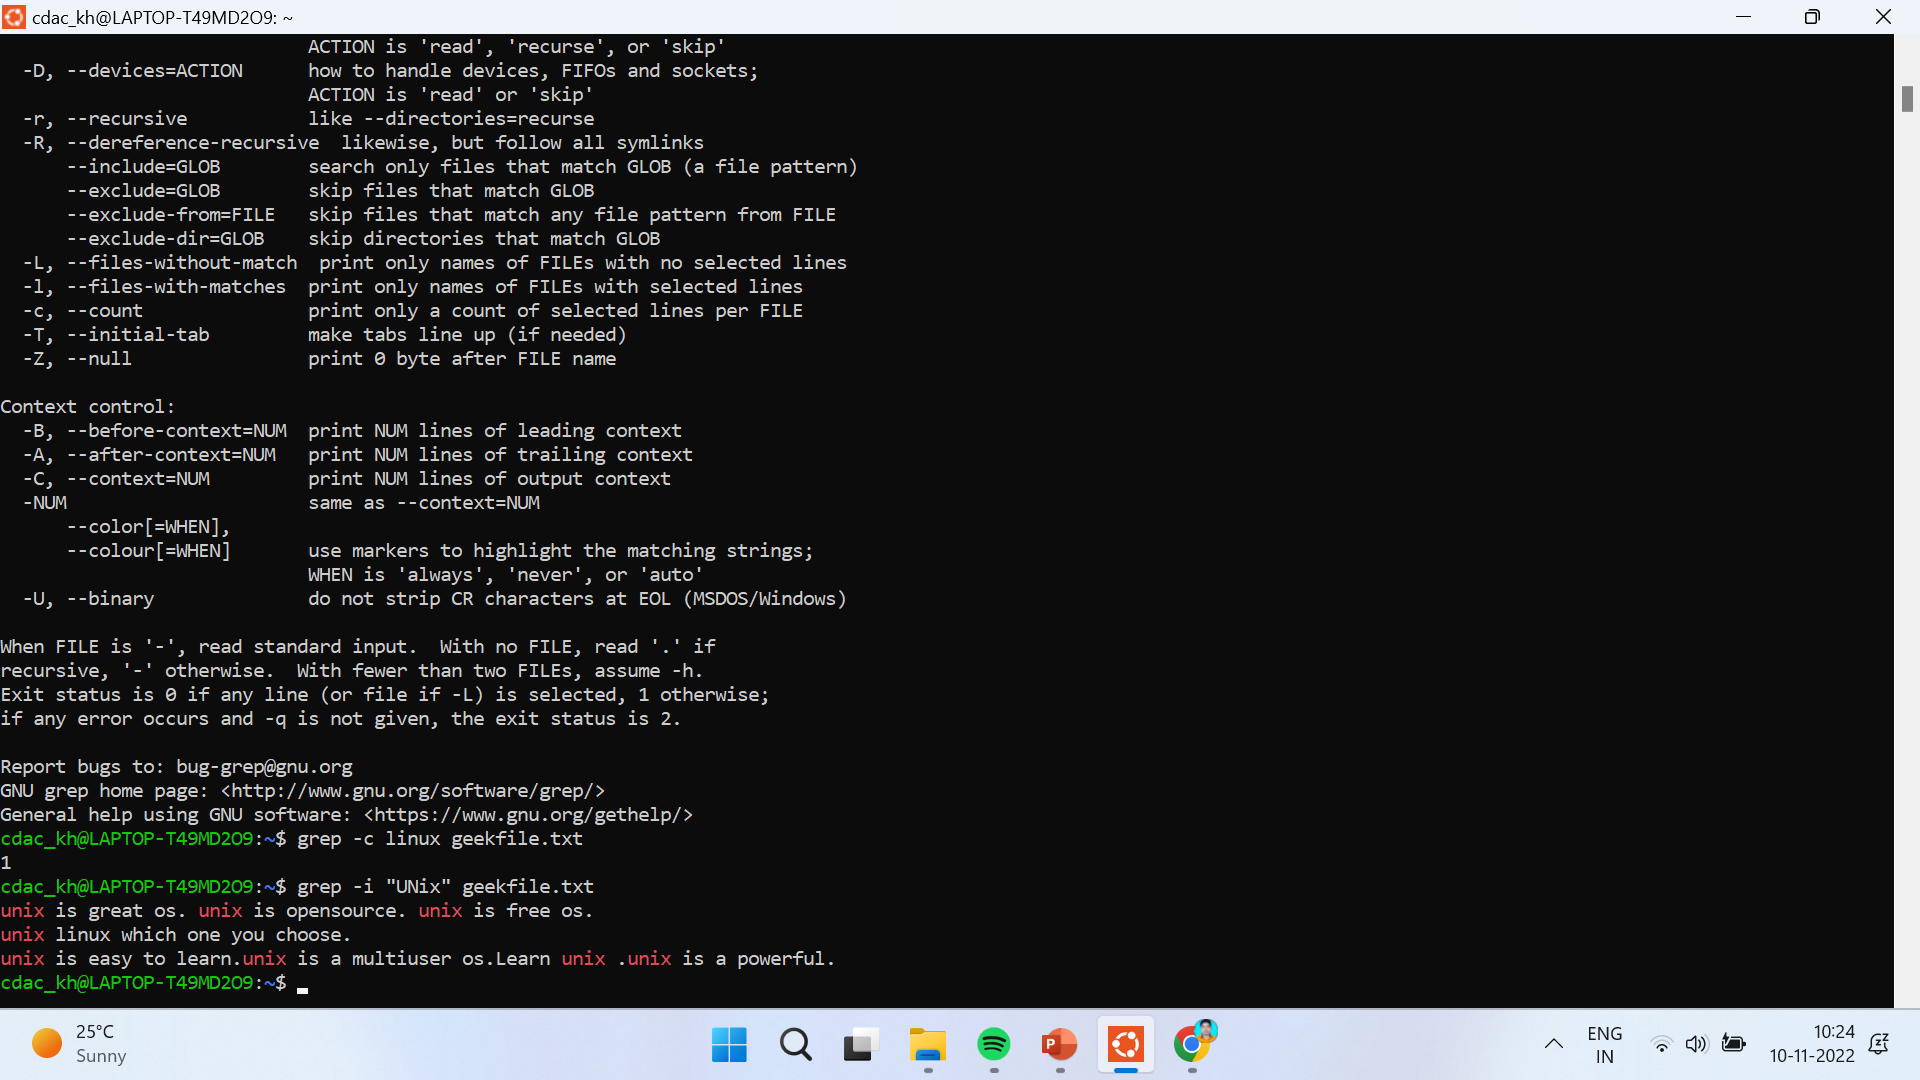 cdac_kh@LAPTOP-T49MD2O9: ~
ACTION is 'read', 'recurse', or 'skip'
-D, --devices=ACTION      how to handle devices, FIFOs and sockets;
ACTION is 'read' or 'skip'
-r, --recursive           like --directories=recurse
-R, --dereference-recursive  likewise, but follow all symlinks
--include=GLOB        search only files that match GLOB (a file pattern)
--exclude=GLOB        skip files that match GLOB
--exclude-from=FILE   skip files that match any file pattern from FILE
--exclude-dir=GLOB    skip directories that match GLOB
-L, --files-without-match  print only names of FILEs with no selected lines
-l, --files-with-matches  print only names of FILEs with selected lines
-c, --count               print only a count of selected lines per FILE
-T, --initial-tab         make tabs line up (if needed)
-Z, --null                print 0 byte after FILE name
Context control:
-B, --before-context=NUM  print NUM lines of leading context
-A, --after-context=NUM   print NUM lines of trailing context
-C, --context=NUM         print NUM lines of output context
-NUM                      same as --context=NUM
--color[=WHEN],
--colour[=WHEN]       use markers to highlight the matching strings;
WHEN is 'always', 'never', or 'auto'
-U, --binary              do not strip CR characters at EOL (MSDOS/Windows)
When FILE is '-', read standard input.  With no FILE, read '.' if
recursive, '-' otherwise.  With fewer than two FILEs, assume -h.
Exit status is 0 if any line (or file if -L) is selected, 1 otherwise;
if any error occurs and -q is not given, the exit status is 2.
Report bugs to: bug-grep@gnu.org
GNU grep home page: <http://www.gnu.org/software/grep/>
General help using GNU software: <https://www.gnu.org/gethelp/>
cdac_kh@LAPTOP-T49MD2O9:~$ grep -c linux geekfile.txt
1
cdac_kh@LAPTOP-T49MD2O9:~$ grep -i "UNix" geekfile.txt
unix is great os. unix is opensource. unix is free os.
unix linux which one you choose.
unix is easy to learn.unix is a multiuser os.Learn unix .unix is a powerful.
cdac_kh@LAPTOP-T49MD2O9:~$
25°C
Sunny
P
ENG
IN
10:24
10-11-2022